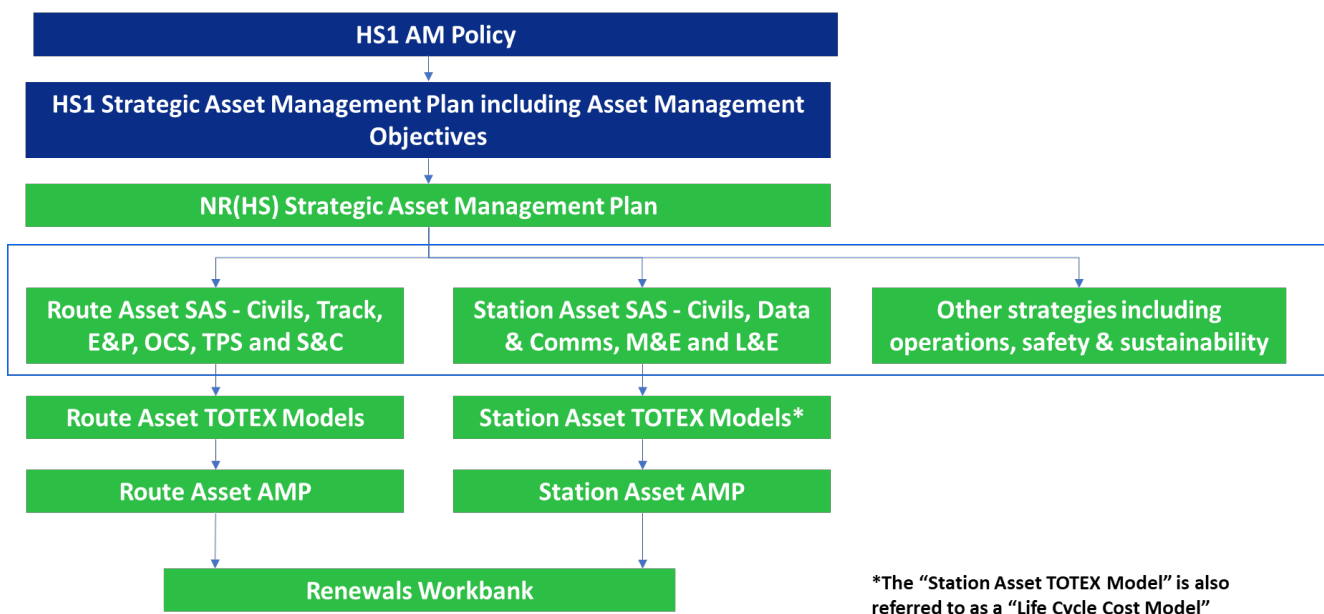 HS1 AM Policy
HS1 Strategic Asset Management Plan including Asset Management
Objectives
NR(HS) Strategic Asset Management Plan
Route Asset SAS - Civils, Track,
E&P, OCS, TPS and S&C
Station Asset SAS - Civils, Data
& Comms, M&E and L&E
Other strategies including
operations, safety & sustainability
Route Asset TOTEX Models
Station Asset TOTEX Models*
Route Asset AMP
Station Asset AMP
Renewals Workbank
*The “Station Asset TOTEX Model” is also
referred to as a “Life Cycle Cost Model”